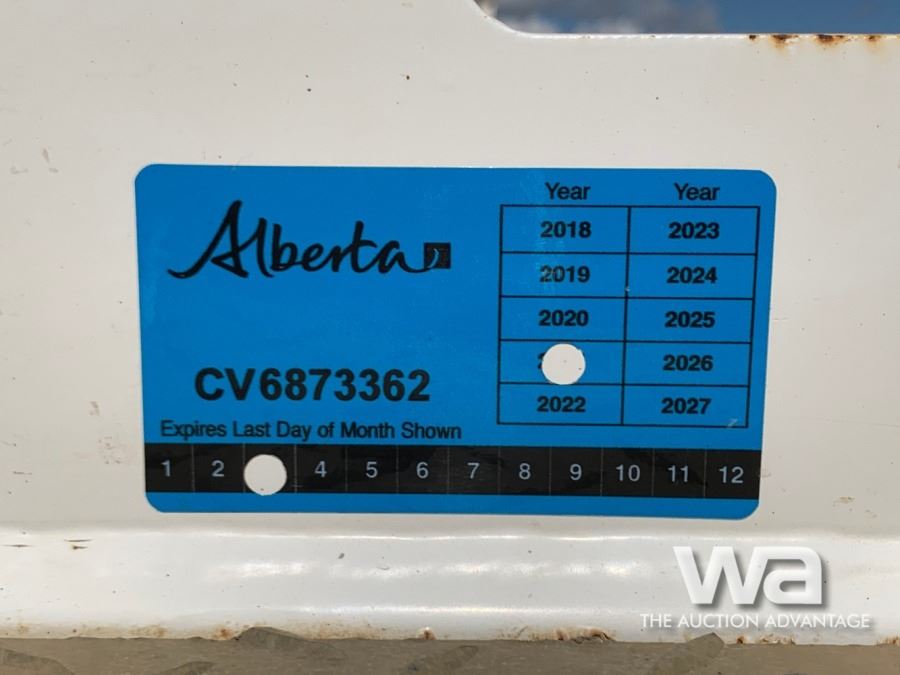 Alberta
Year Year
2018 2023
2019 2024
2020 2025
2026
2022 2027
CV6873362
Expires Last Day of Month Shown
1 2 4 5 6 7 8 9 10 11 12
wa
THE AUCTION ADVANTAGE